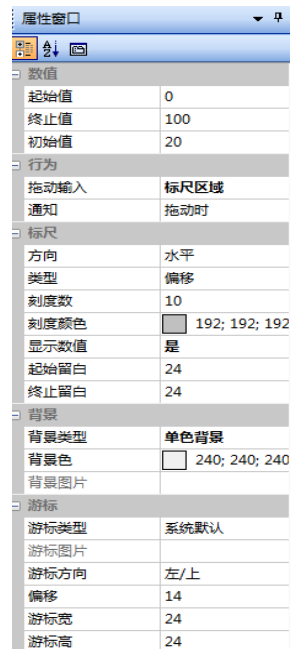 属性窗口
数值
起始值 0
终止值 100
初始值 20
行为
拖动输入 标尺区域
通知 拖动时
标尺
方向 水平
类型 偏移
刻度数 10
刻度颜色 192; 192; 192
显示数值 是
起始留白 24
终止留白 24
背景
背景类型 单色背景
背景色 240; 240; 240
背景图片
游标
游标类型 系统默认
游标图片
游标方向 左/上
偏移 14
游标宽 24
游标高 24